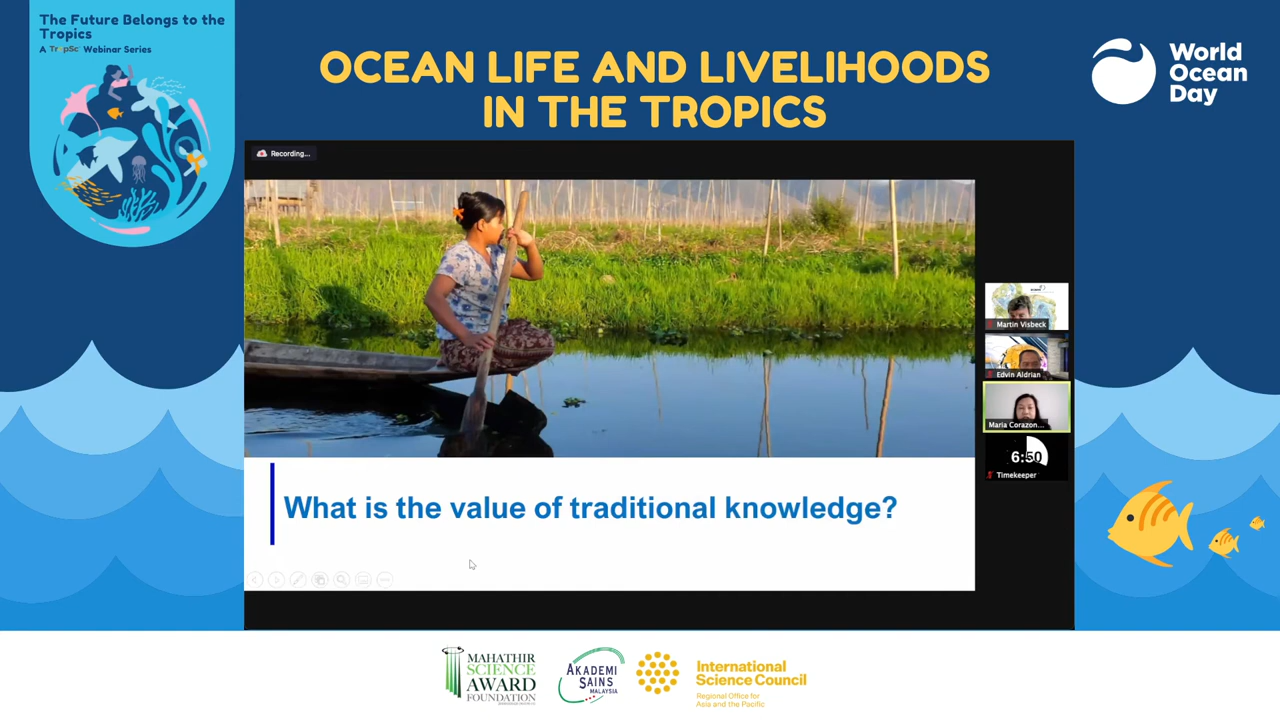 The Future Belongs to the
Tropics
A TropSc Webinar Series
OCEAN LIFE AND LIVELIHOODS
IN THE TROPICS
World
Ocean
Day
Recording...
Martin Visbeck
Edvin Aldrian
Maria Corazon...
6:50
Timekeeper
What is the value of traditional knowledge?
MAHATHIR
SCIENCE
AWARD
FOUNDATION
AKADEMI
SAINS
MALAYSIA
International
Science Council
Regional Office for
Asia and the Pacific